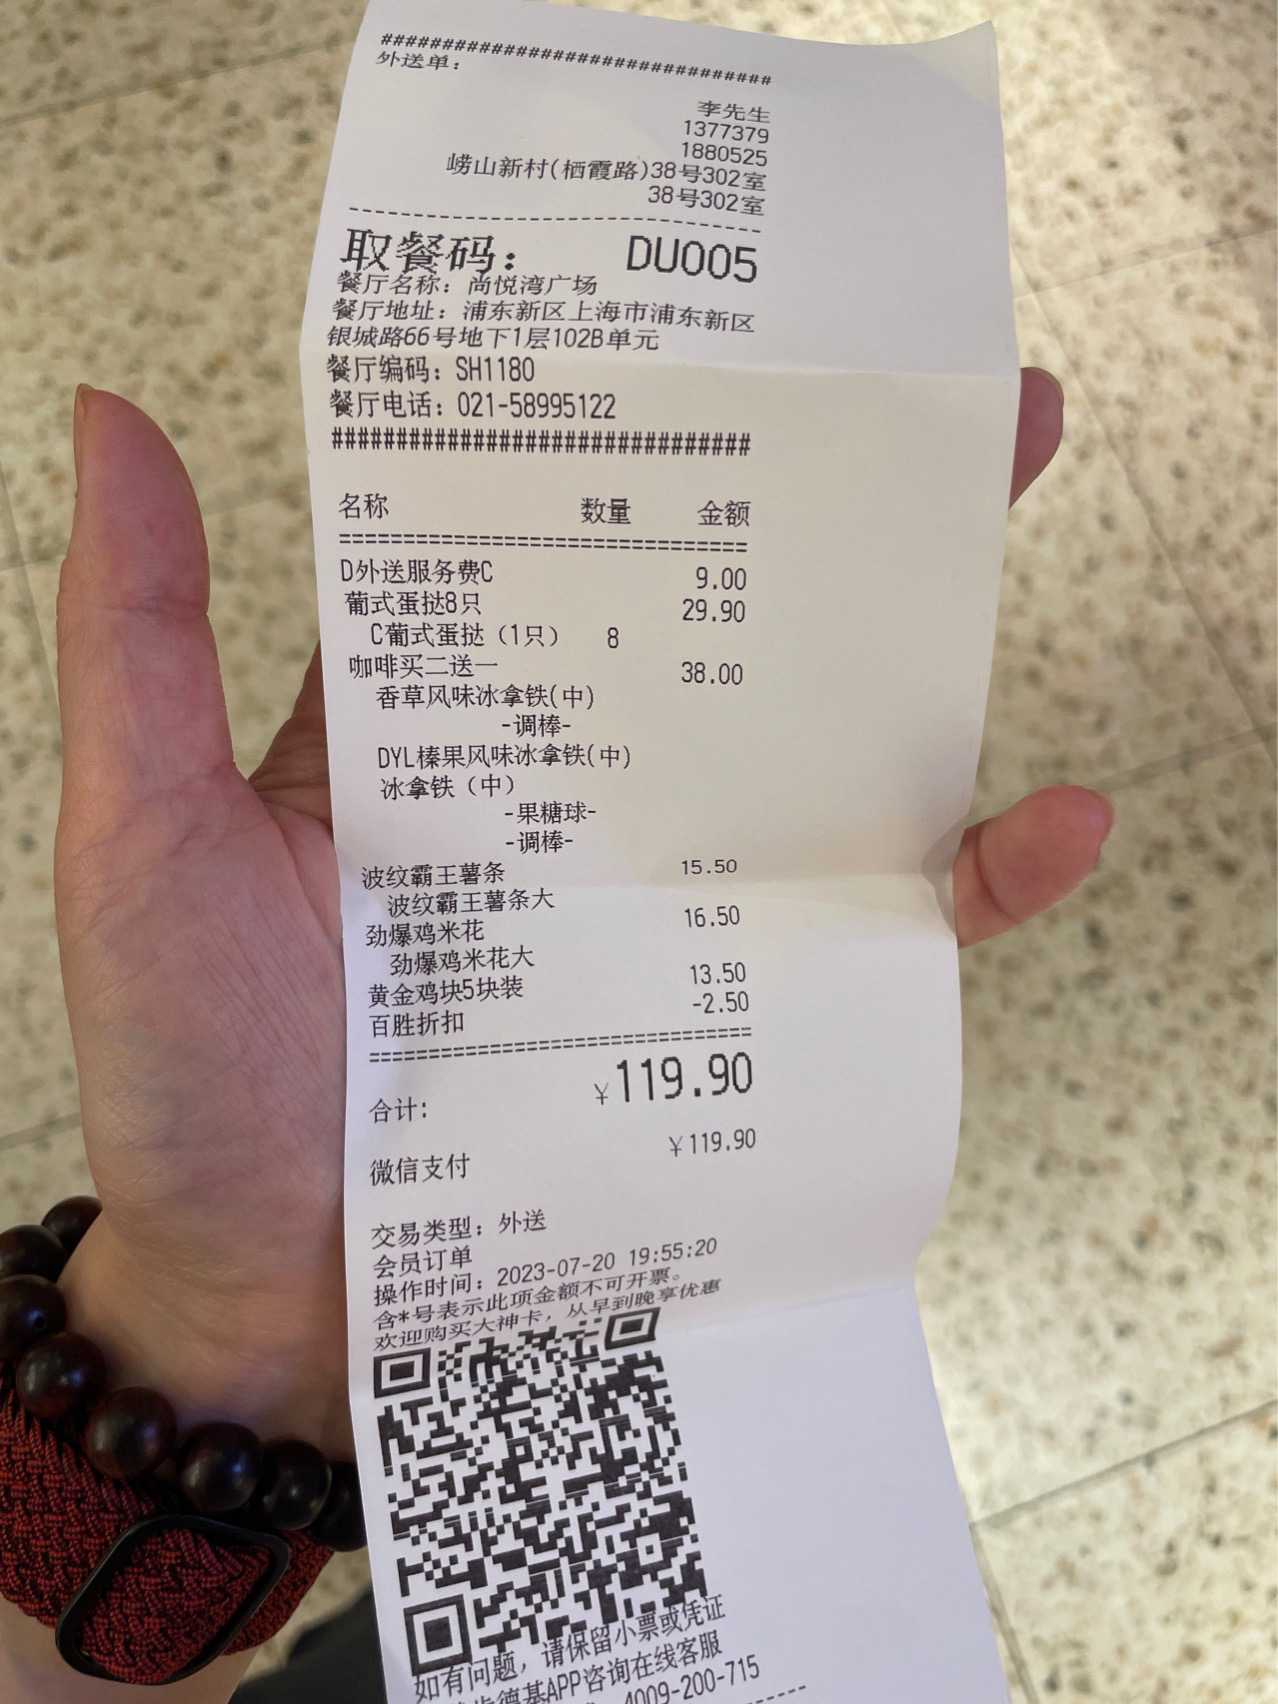 ################################
外送单：
李先生
1377379
1880525
崂山新村(栖霞路)38号302室
38号302室
--------------------------------
取餐码： DU005
餐厅名称：尚悦湾广场
餐厅地址：浦东新区上海市浦东新区
银城路66号地下1层102B单元
餐厅编码：SH1180
餐厅电话：021-58995122
################################
名称 数量 金额
================================
D外送服务费C 9.00
葡式蛋挞8只 29.90
C葡式蛋挞（1只） 8
咖啡买二送一 38.00
香草风味冰拿铁(中)
-调棒-
DYL榛果风味冰拿铁(中)
冰拿铁（中）
-果糖球-
-调棒-
波纹霸王薯条 15.50
波纹霸王薯条大
劲爆鸡米花 16.50
劲爆鸡米花大
黄金鸡块5块装 13.50
百胜折扣 -2.50
================================
合计: ￥119.90
微信支付 ￥119.90
交易类型：外送
会员订单
操作时间：2023-07-20 19:55:20
含*号表示此项金额不可开票。
欢迎购买大神卡，从早到晚享优惠
如有问题，请保留小票或凭证
肯德基APP咨询在线客服
4009-200-715